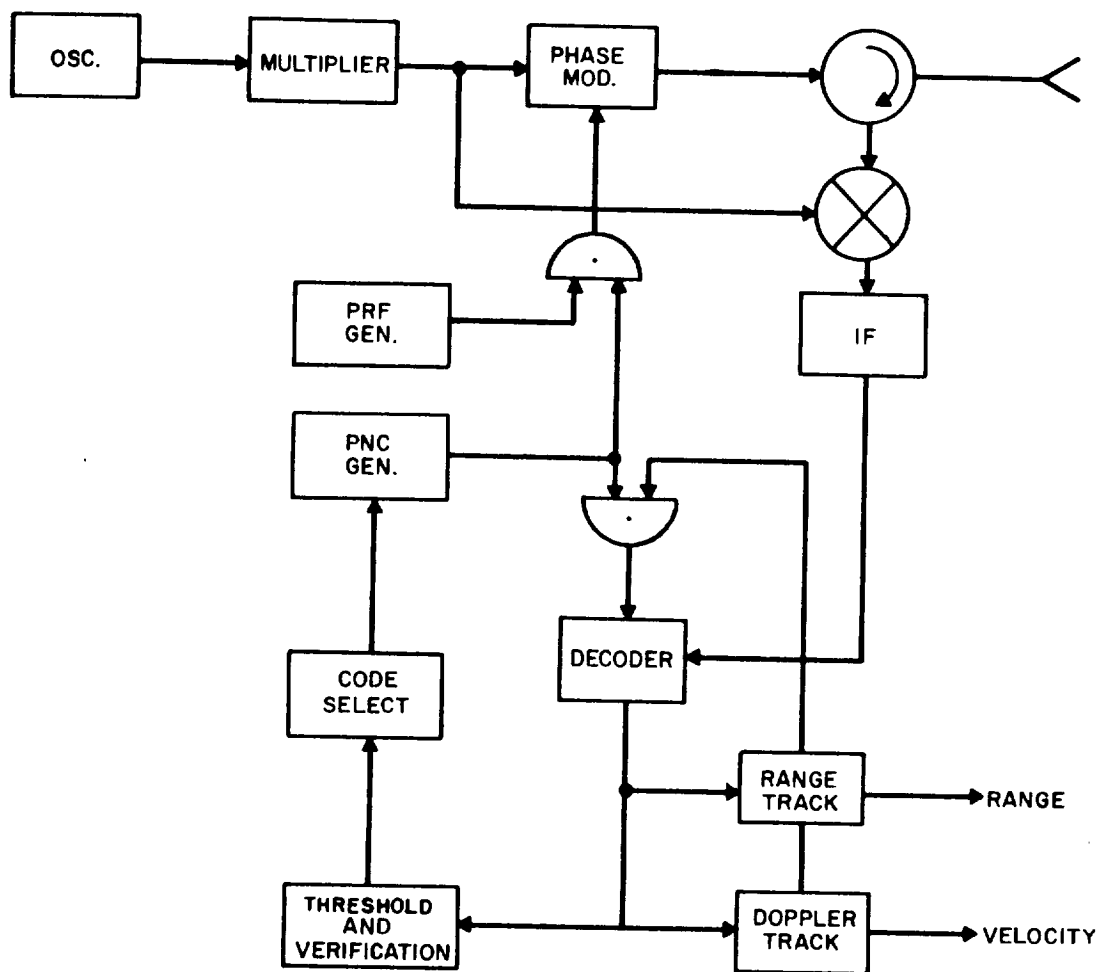 OSC.
MULTIPLIER
PHASE
MOD.
PRF
GEN.
IF
PNC
GEN.
DECODER
CODE
SELECT
RANGE
TRACK
RANGE
THRESHOLD
AND
VERIFICATION
DOPPLER
TRACK
VELOCITY